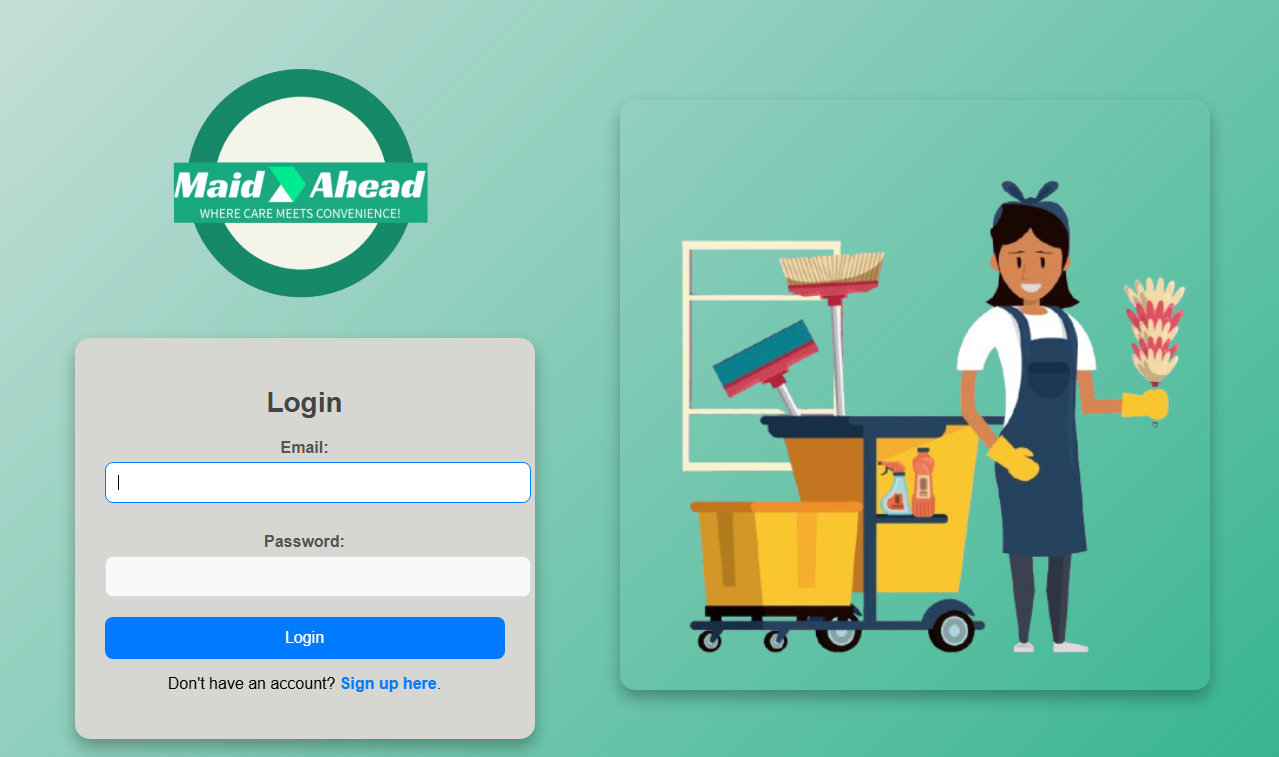 Maid Ahead
WHERE CARE MEETS CONVENIENCE!
Login
Email:
Password:
Login
Don't have an account? Sign up here.